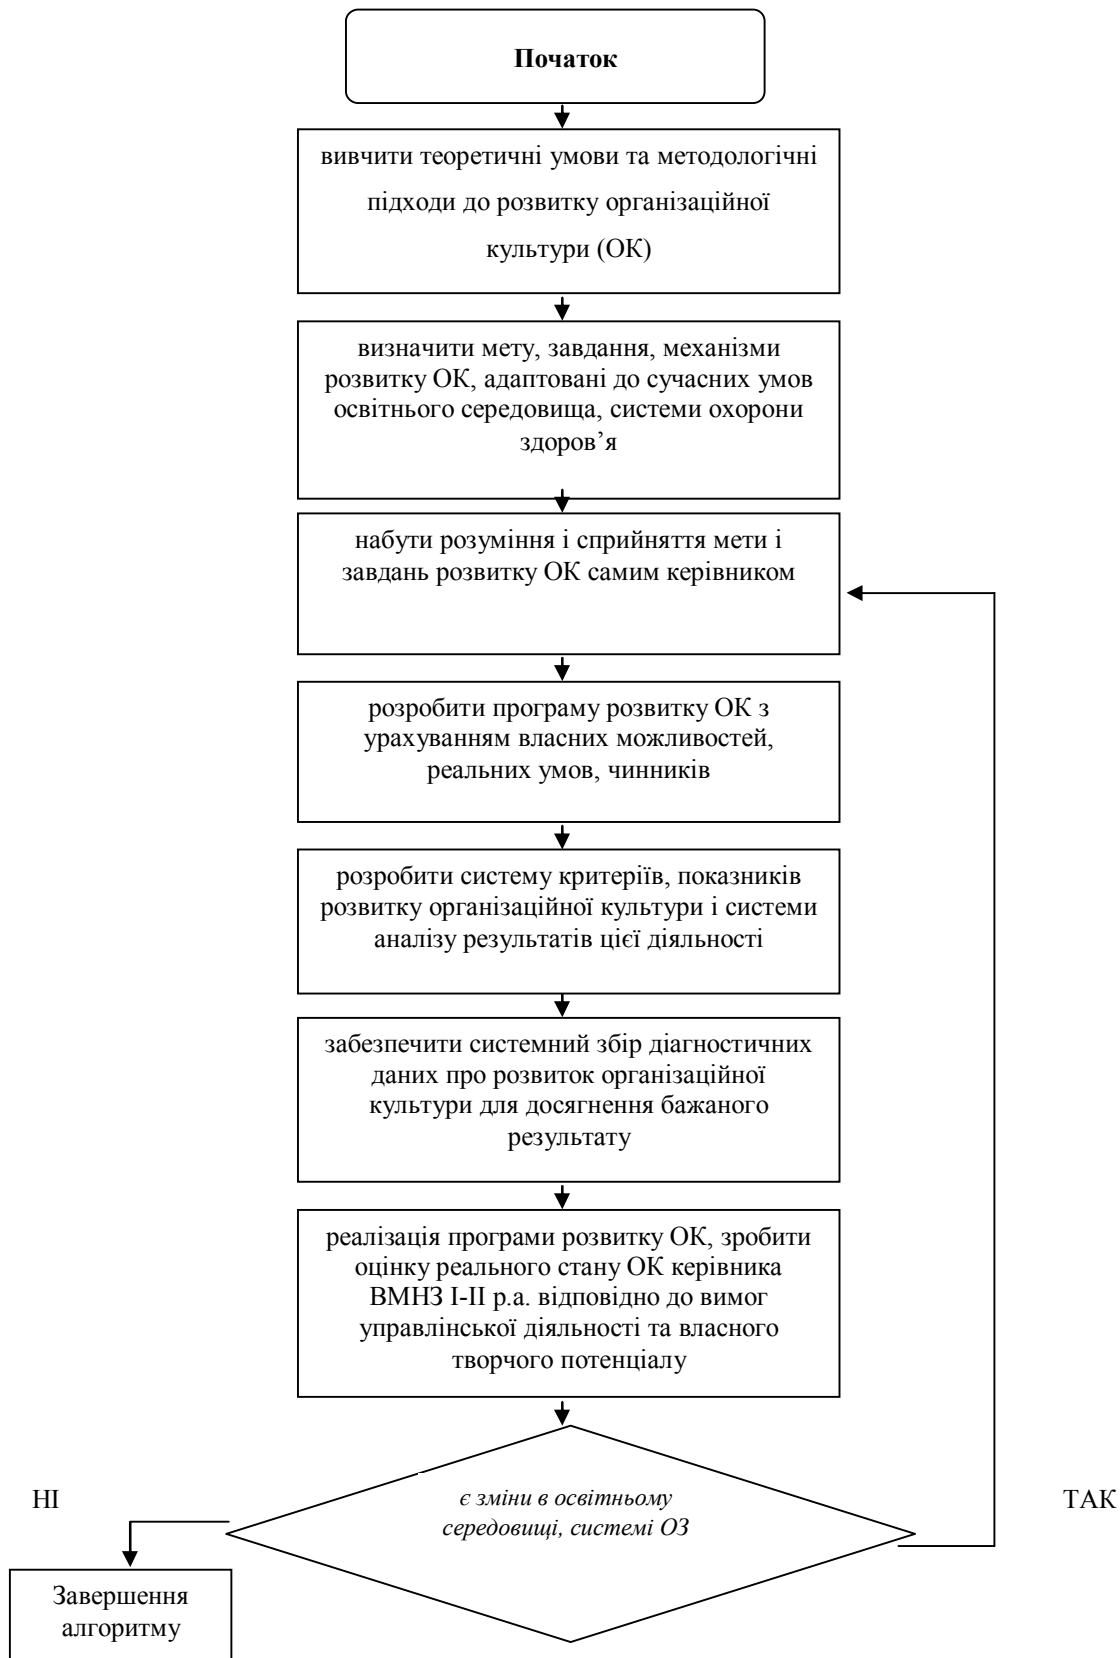 Початок
вивчити теоретичні умови та методологічні
підходи до розвитку організаційної
культури (ОК)
визначити мету, завдання, механізми
розвитку ОК, адаптовані до сучасних умов
освітнього середовища, системи охорони
здоров’я
набути розуміння і сприйняття мети і
завдань розвитку ОК самим керівником
розробити програму розвитку ОК з
урахуванням власних можливостей,
реальних умов, чинників
розробити систему критеріїв, показників
розвитку організаційної культури і системи
аналізу результатів цієї діяльності
забезпечити системний збір діагностичних
даних про розвиток організаційної
культури для досягнення бажаного
результату
реалізація програми розвитку ОК, зробити
оцінку реального стану ОК керівника
ВМНЗ І-ІІ р.а. відповідно до вимог
управлінської діяльності та власного
творчого потенціалу
НІ
є зміни в освітньому
середовищі, системі ОЗ
ТАК
Завершення
алгоритму